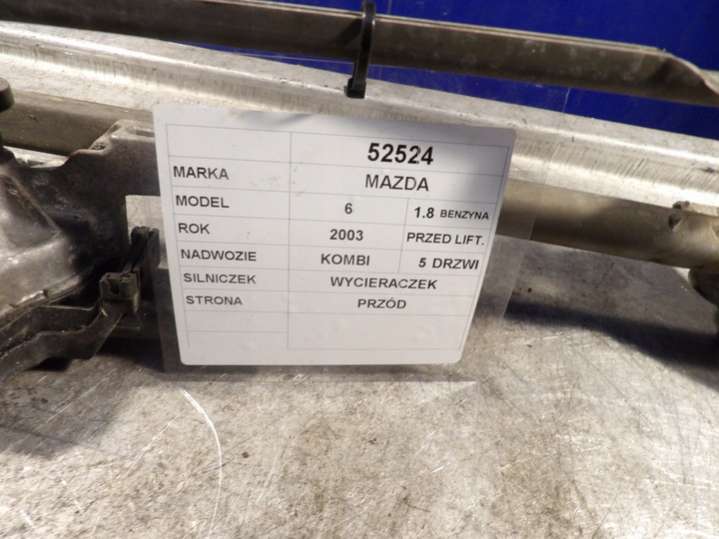 52524
MARKA MAZDA
MODEL 6 1.8 BENZYNA
ROK 2003 PRZED LIFT.
NADWOZIE KOMBI 5 DRZWI
SILNICZEK WYCIERACZEK
STRONA PRZÓD